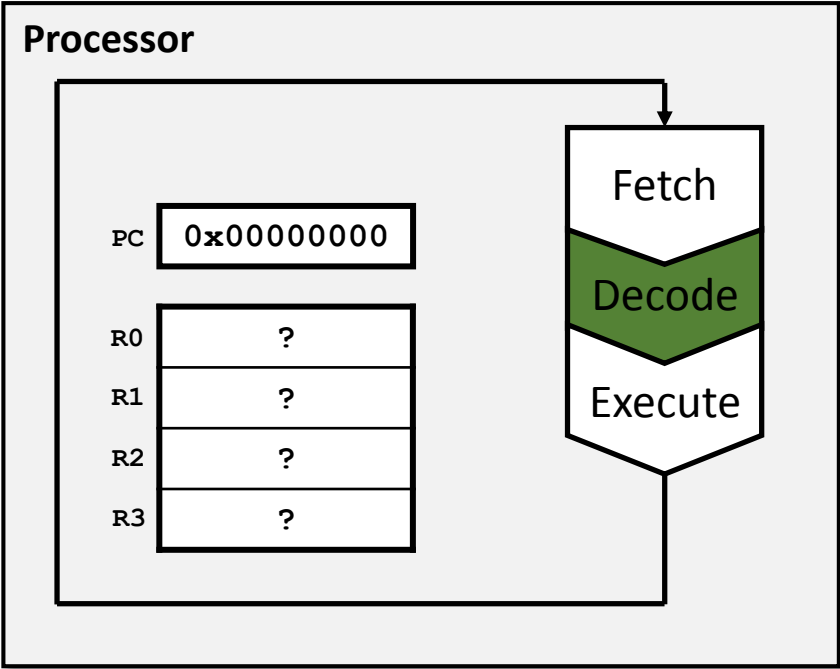 Processor
Fetch
PC 0x00000000
Decode
R0 ?
R1 ?
Execute
R2 ?
R3 ?